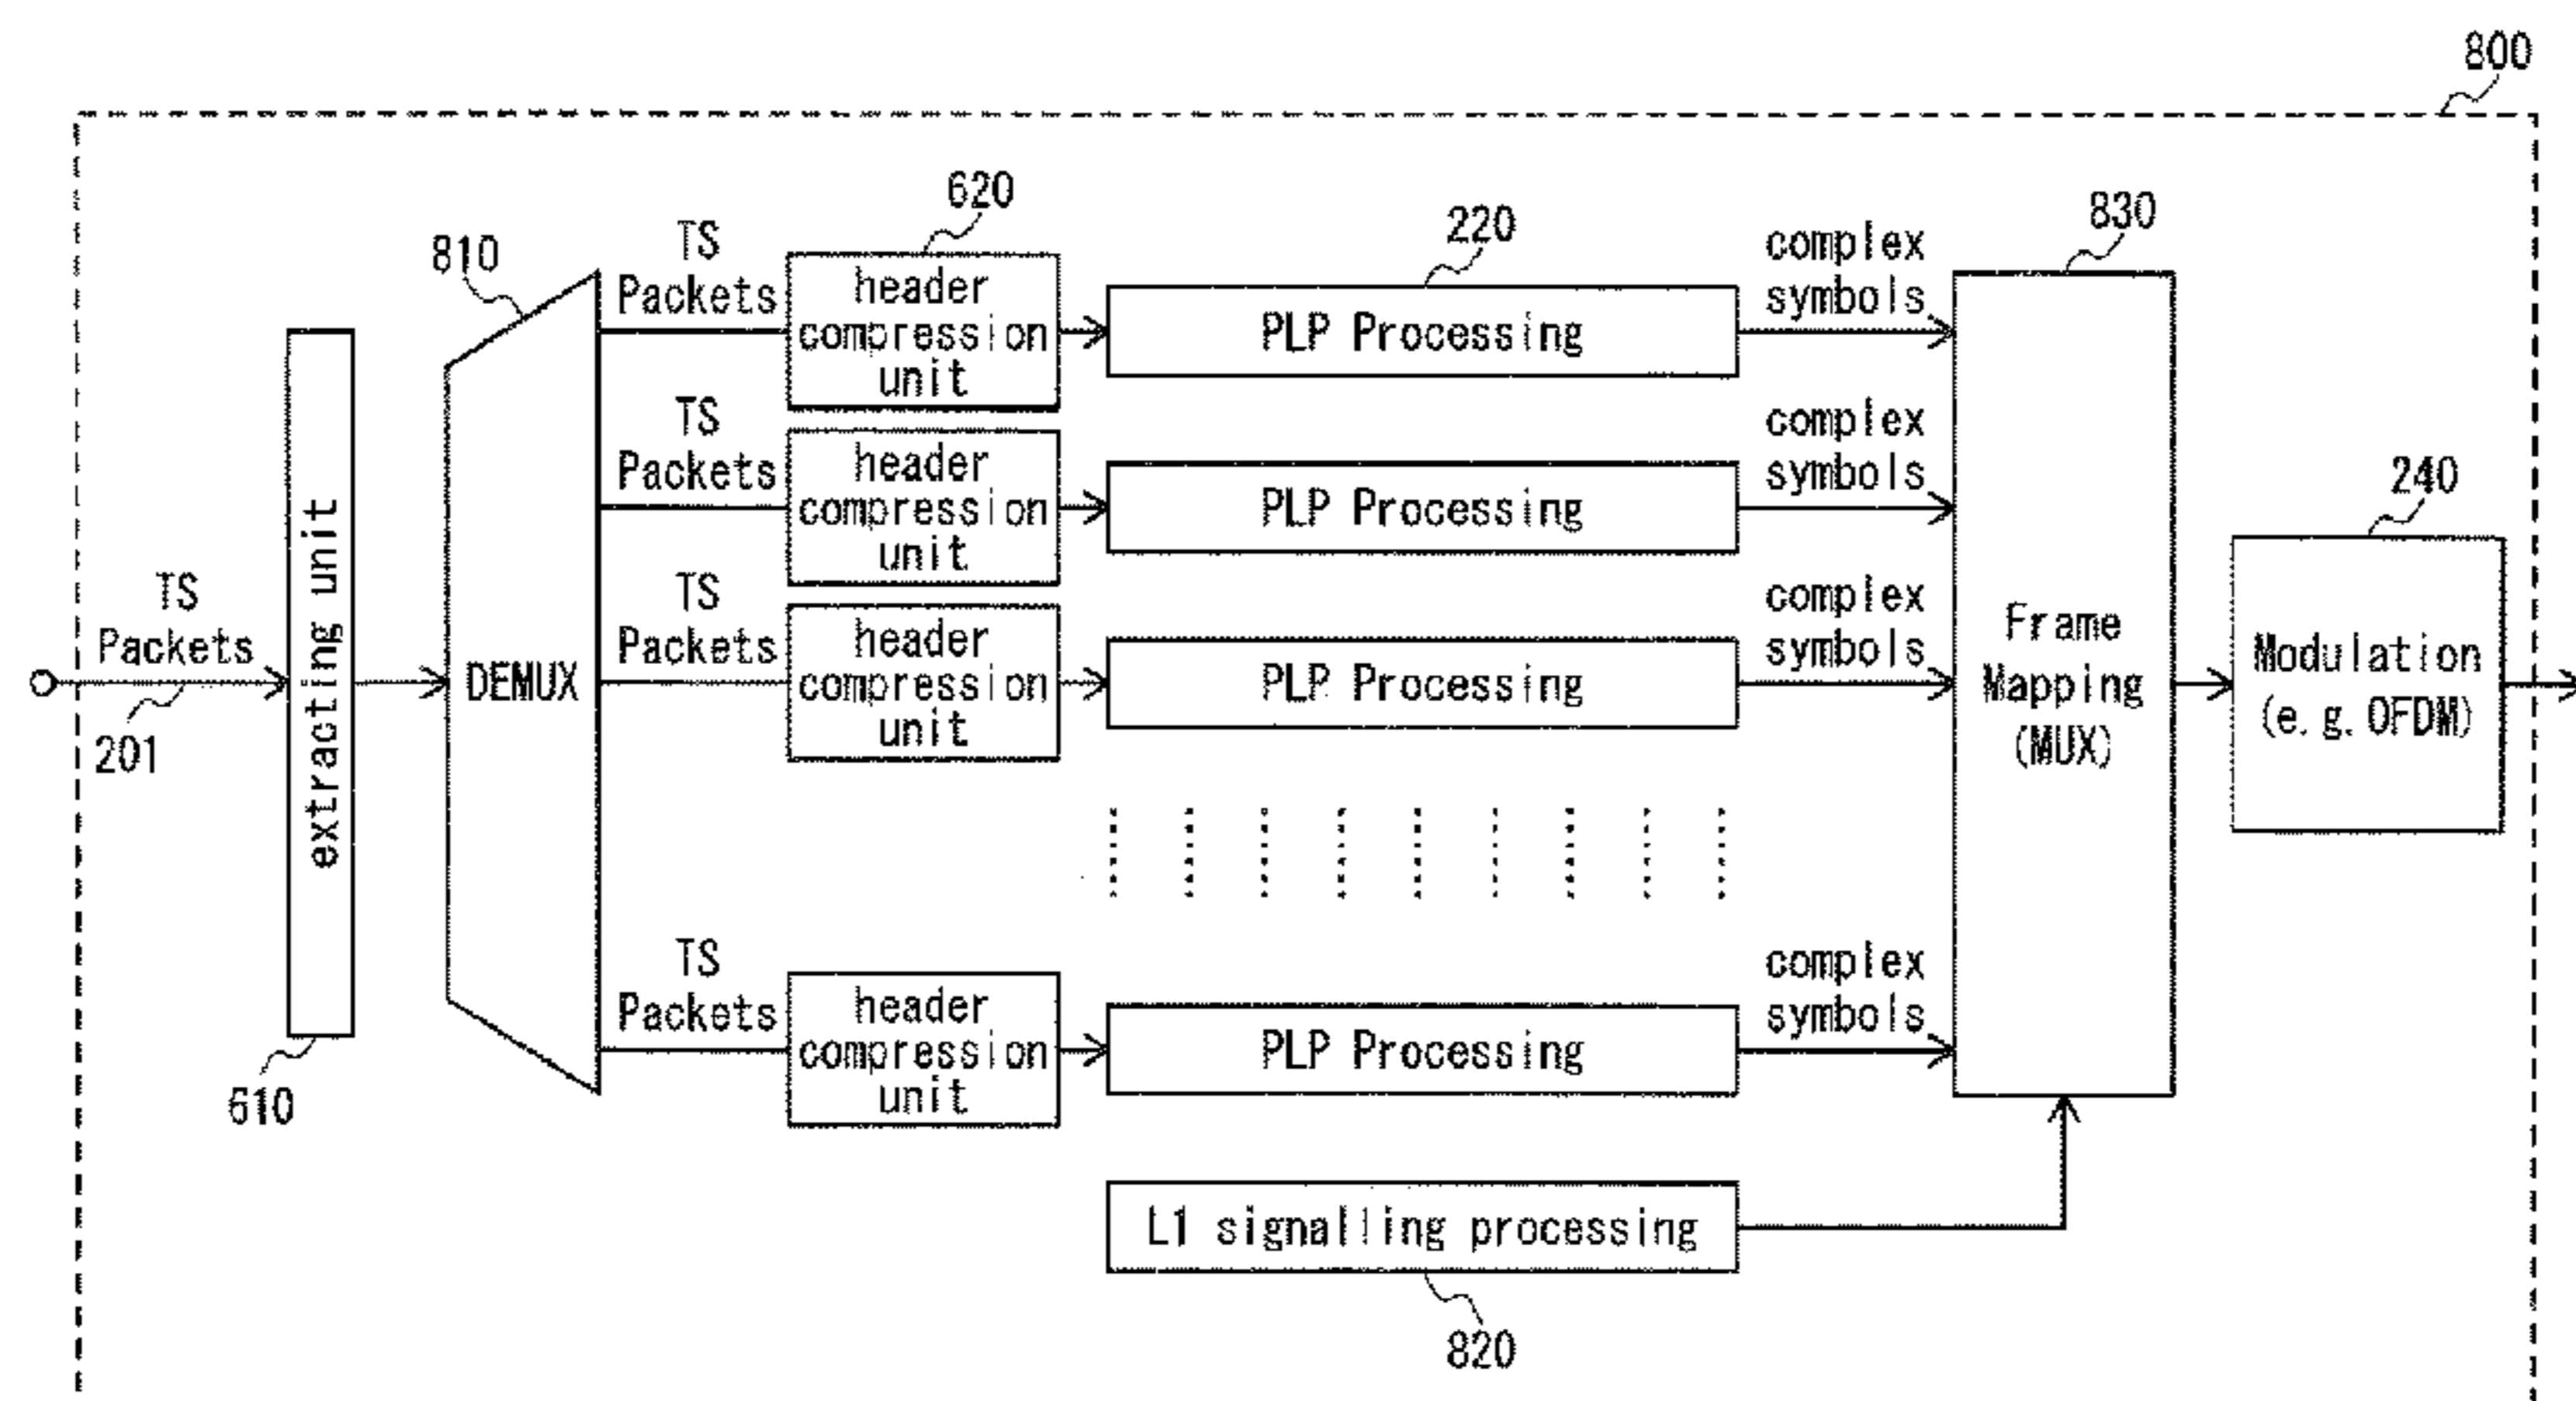 800
620
220
830
810
TS
Packets
header
compression
unit
PLP Processing
complex
symbols
TS
Packets
header
compression
unit
PLP Processing
complex
symbols
240
TS
Packets
201
extracting unit
610
DEMUX
TS
Packets
header
compression
unit
PLP Processing
complex
symbols
Frame
Mapping
(MUX)
Modulation
(e.g.OFDM)
TS
Packets
header
compression
unit
PLP Processing
complex
symbols
L1 signalling processing
820